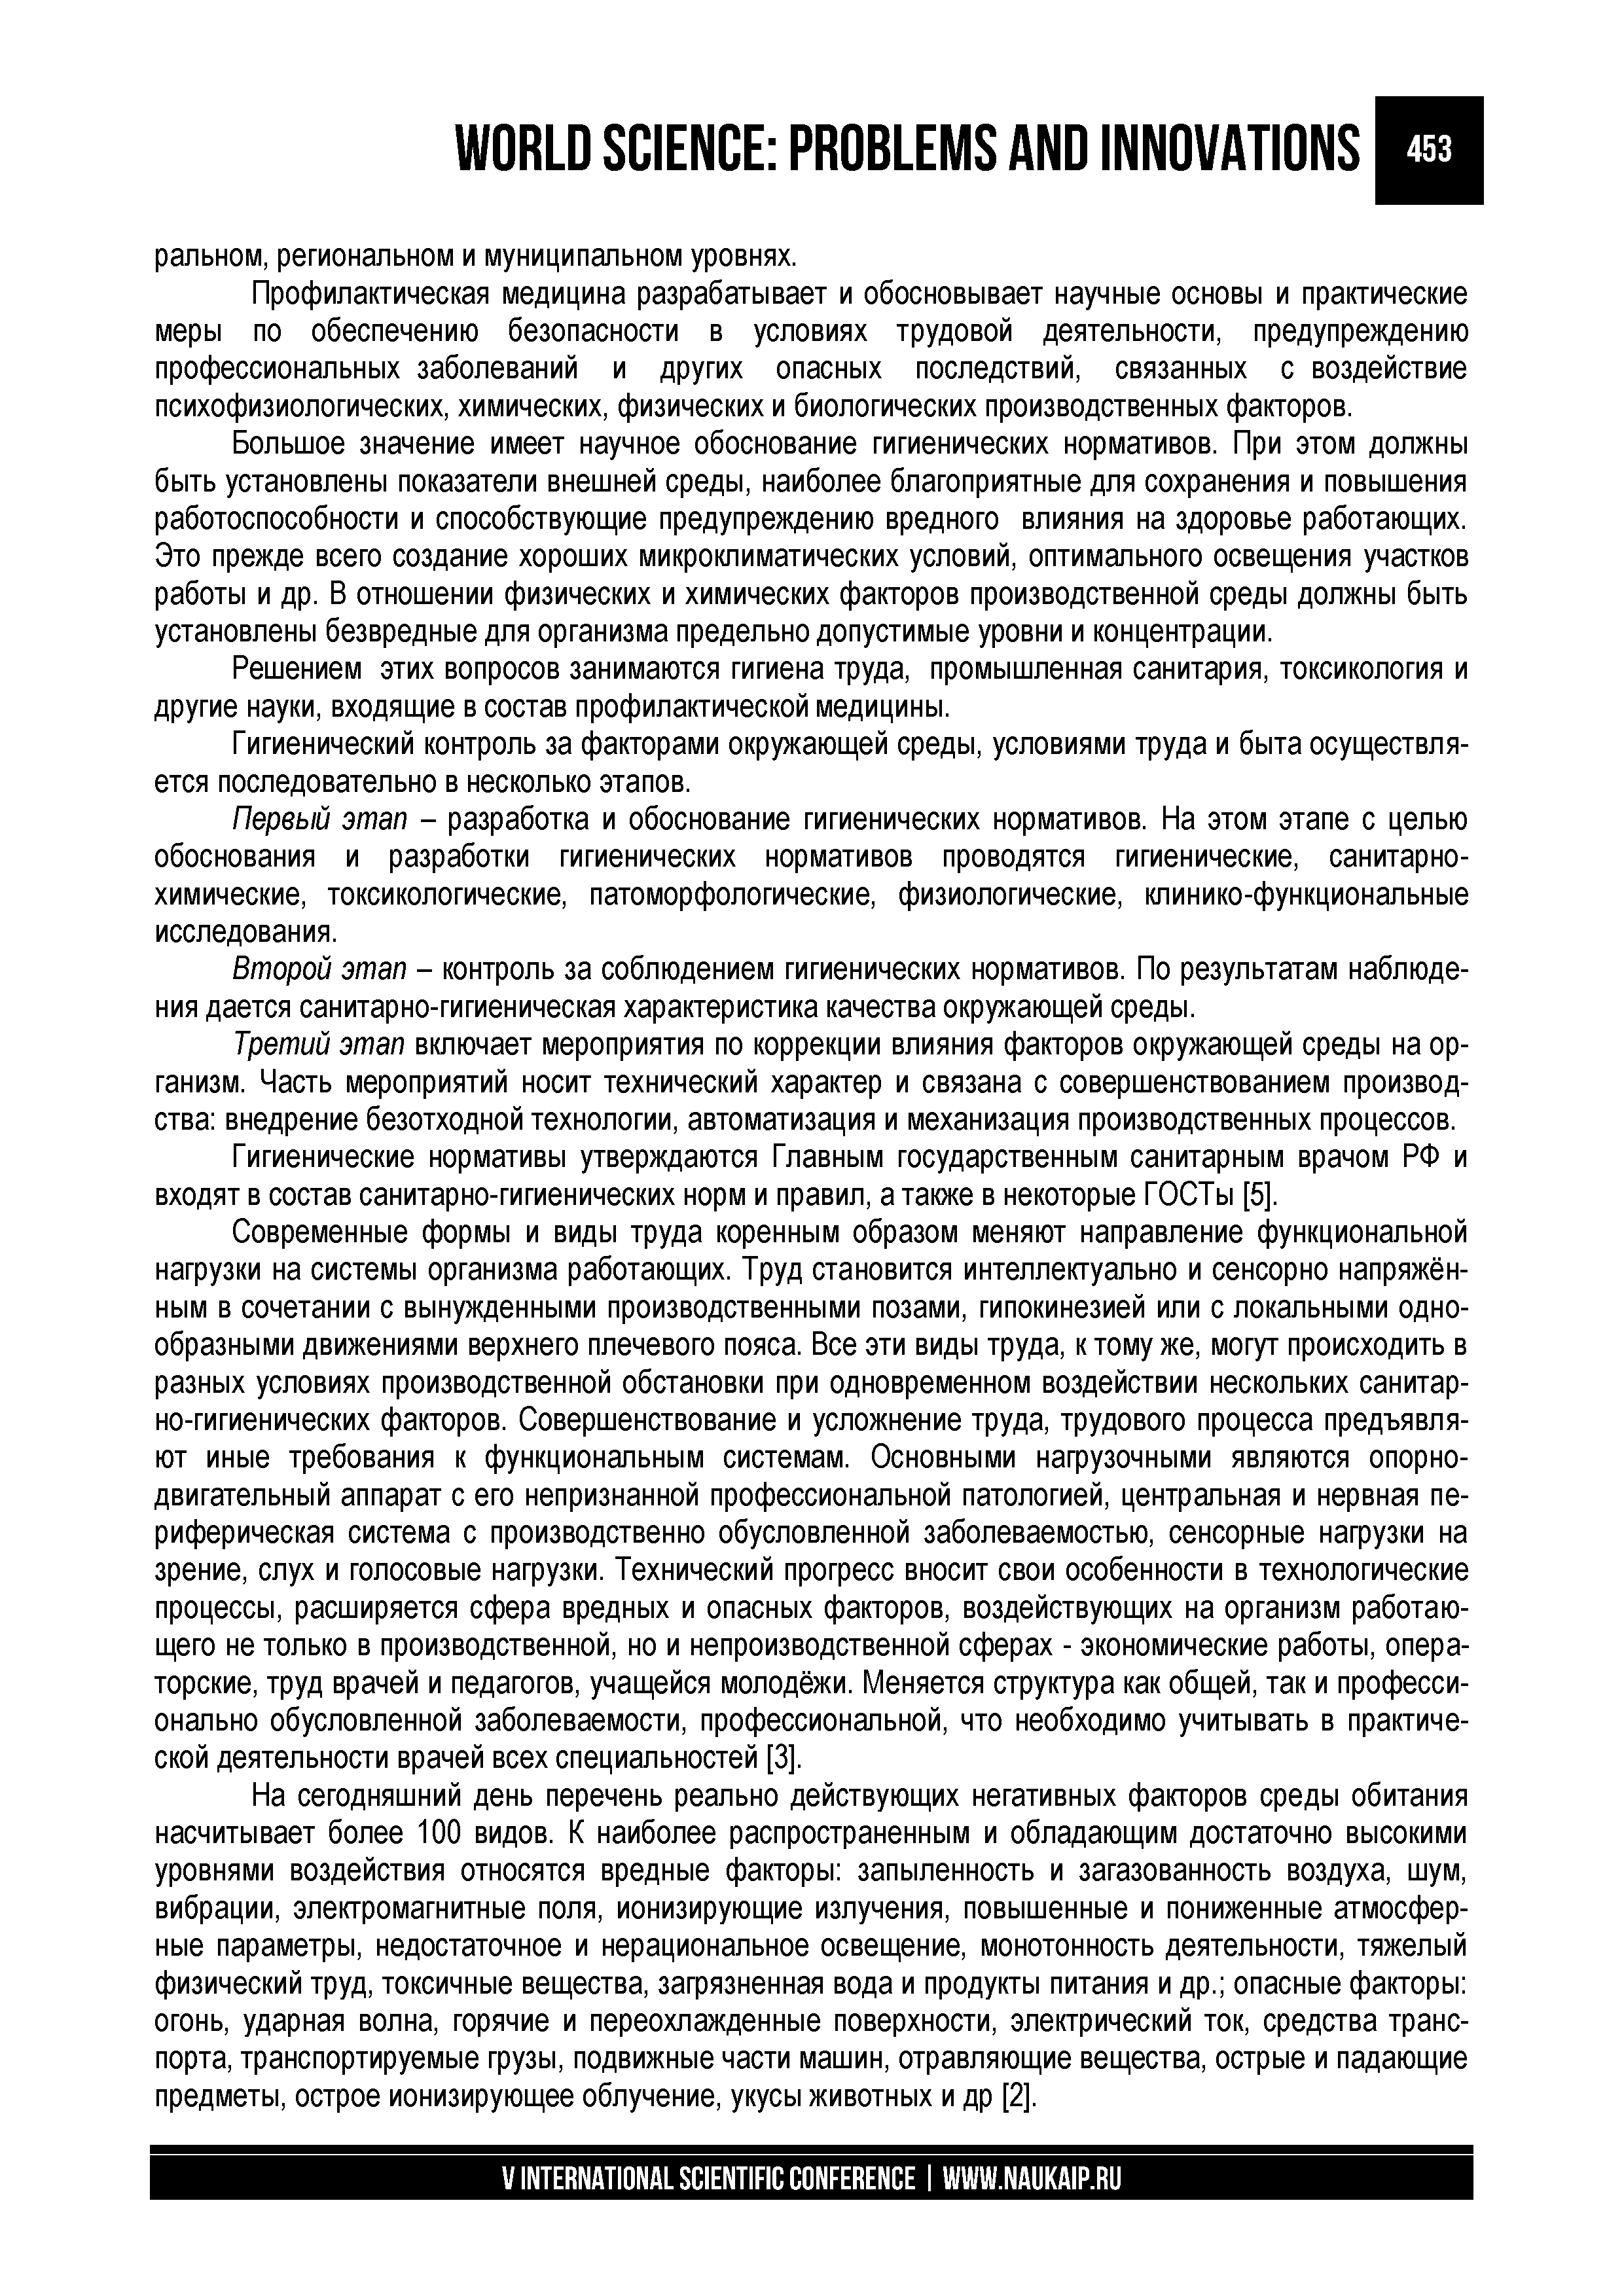 WORLD SCIENCE: PROBLEMS AND INNOVATIONS
453
ральном, региональном и муниципальном уровнях.
Профилактическая медицина разрабатывает и обосновывает научные основы и практические
меры по обеспечению безопасности в условиях трудовой деятельности, предупреждению
профессиональных заболеваний и других опасных последствий, связанных с воздействие
психофизиологических, химических, физических и биологических производственных факторов.
Большое значение имеет научное обоснование гигиенических нормативов. При этом должны
быть установлены показатели внешней среды, наиболее благоприятные для сохранения и повышения
работоспособности и способствующие предупреждению вредного влияния на здоровье работающих.
Это прежде всего создание хороших микроклиматических условий, оптимального освещения участков
работы и др. В отношении физических и химических факторов производственной среды должны быть
установлены безвредные для организма предельно допустимые уровни и концентрации.
Решением этих вопросов занимаются гигиена труда, промышленная санитария, токсикология и
другие науки, входящие в состав профилактической медицины.
Гигиенический контроль за факторами окружающей среды, условиями труда и быта осуществля-
ется последовательно в несколько этапов.
Первый этап – разработка и обоснование гигиенических нормативов. На этом этапе с целью
обоснования и разработки гигиенических нормативов проводятся гигиенические, санитарно-
химические, токсикологические, патоморфологические, физиологические, клинико-функциональные
исследования.
Второй этап – контроль за соблюдением гигиенических нормативов. По результатам наблюде-
ния дается санитарно-гигиеническая характеристика качества окружающей среды.
Третий этап включает мероприятия по коррекции влияния факторов окружающей среды на ор-
ганизм. Часть мероприятий носит технический характер и связана с совершенствованием производ-
ства: внедрение безотходной технологии, автоматизация и механизация производственных процессов.
Гигиенические нормативы утверждаются Главным государственным санитарным врачом РФ и
входят в состав санитарно-гигиенических норм и правил, а также в некоторые ГОСТы [5].
Современные формы и виды труда коренным образом меняют направление функциональной
нагрузки на системы организма работающих. Труд становится интеллектуально и сенсорно напряжён-
ным в сочетании с вынужденными производственными позами, гипокинезией или с локальными одно-
образными движениями верхнего плечевого пояса. Все эти виды труда, к тому же, могут происходить в
разных условиях производственной обстановки при одновременном воздействии нескольких санитар-
но-гигиенических факторов. Совершенствование и усложнение труда, трудового процесса предъявля-
ют иные требования к функциональным системам. Основными нагрузочными являются опорно-
двигательный аппарат с его непризнанной профессиональной патологией, центральная и нервная пе-
риферическая система с производственно обусловленной заболеваемостью, сенсорные нагрузки на
зрение, слух и голосовые нагрузки. Технический прогресс вносит свои особенности в технологические
процессы, расширяется сфера вредных и опасных факторов, воздействующих на организм работаю-
щего не только в производственной, но и непроизводственной сферах - экономические работы, опера-
торские, труд врачей и педагогов, учащейся молодёжи. Меняется структура как общей, так и професси-
онально обусловленной заболеваемости, профессиональной, что необходимо учитывать в практиче-
ской деятельности врачей всех специальностей [3].
На сегодняшний день перечень реально действующих негативных факторов среды обитания
насчитывает более 100 видов. К наиболее распространенным и обладающим достаточно высокими
уровнями воздействия относятся вредные факторы: запыленность и загазованность воздуха, шум,
вибрации, электромагнитные поля, ионизирующие излучения, повышенные и пониженные атмосфер-
ные параметры, недостаточное и нерациональное освещение, монотонность деятельности, тяжелый
физический труд, токсичные вещества, загрязненная вода и продукты питания и др.; опасные факторы:
огонь, ударная волна, горячие и переохлажденные поверхности, электрический ток, средства транс-
порта, транспортируемые грузы, подвижные части машин, отравляющие вещества, острые и падающие
предметы, острое ионизирующее облучение, укусы животных и др [2].
V INTERNATIONAL SCIENTIFIC CONFERENCE | WWW.NAUKAIP.RU